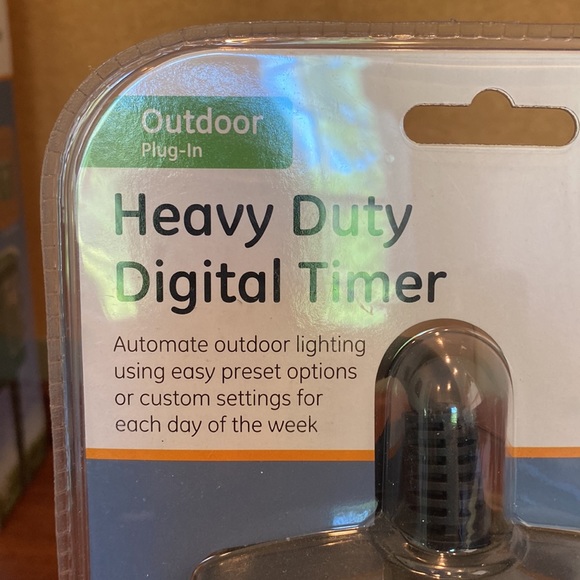 Outdoor
Plug-In
Heavy Duty
Digital Timer
Automate outdoor lighting
using easy preset options
or custom settings for
each day of the week